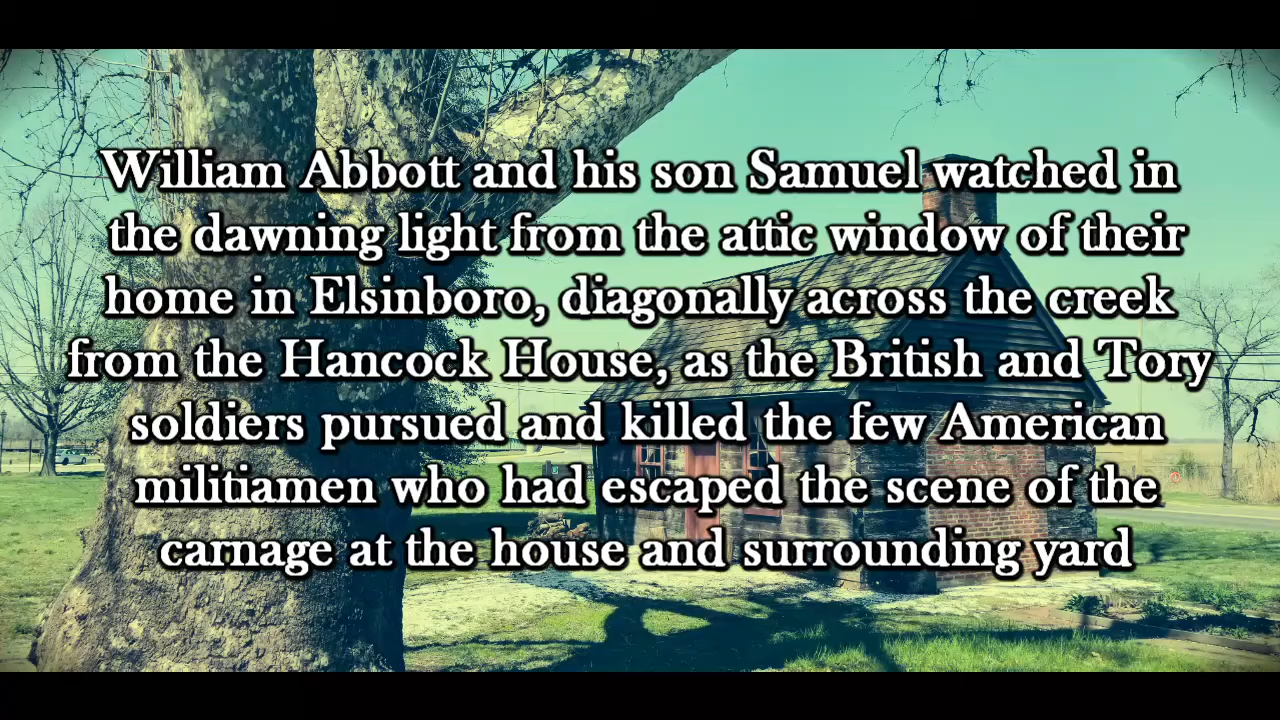 William Abbott and his son Samuel watched in
the dawning light from the attic window of their
home in Elsinboro, diagonally across the creek
from the Hancock House, as the British and Tory
soldiers pursued and killed the few American
militiamen who had escaped the scene of the
carnage at the house and surrounding yard